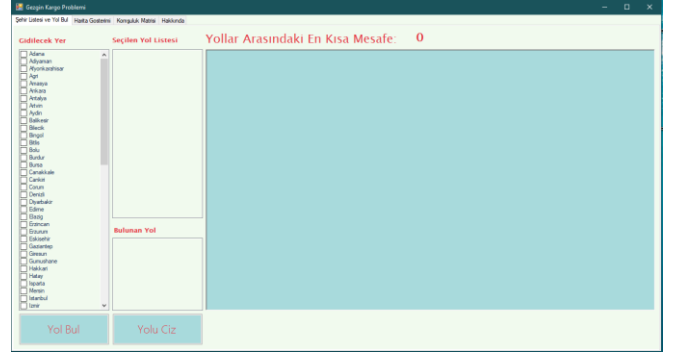 Gezgin Kargo Problemi
Şehir Listesi ve Yol Bul Harita Gösterimi Komşuluk Matrisi Hakkında
Gidilecek Yer
Adana
Adiyaman
Afyonkarahisar
Agri
Amasya
Ankara
Antalya
Artvin
Aydin
Balikesir
Bilecik
Bingol
Bitlis
Bolu
Burdur
Bursa
Canakkale
Cankiri
Corum
Denizli
Diyarbakir
Edirne
Elazig
Erzincan
Erzurum
Eskisehir
Gaziantep
Giresun
Gumushane
Hakkari
Hatay
Isparta
Mersin
Istanbul
Izmir
Yol Bul
Seçilen Yol Listesi
Bulunan Yol
Yolu Ciz
Yollar Arasındaki En Kısa Mesafe: 0